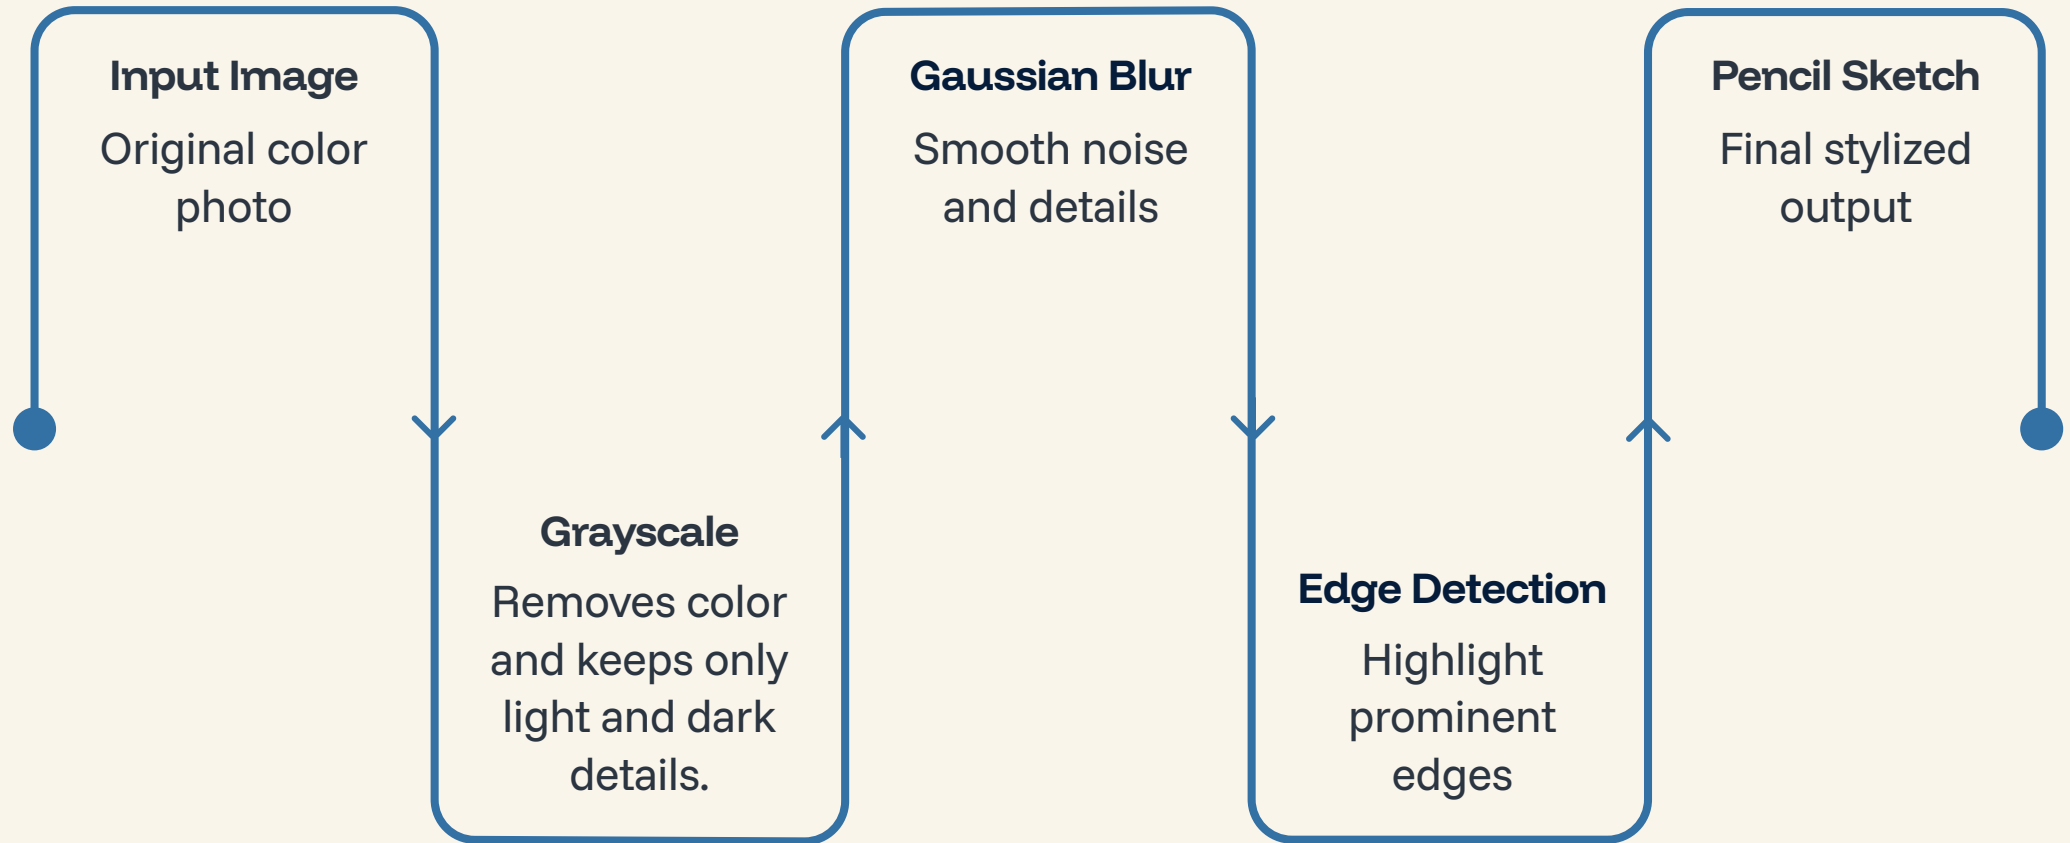 Input Image
Original color
photo
Grayscale
Removes color
and keeps only
light and dark
details.
Gaussian Blur
Smooth noise
and details
Edge Detection
Highlight
prominent
edges
Pencil Sketch
Final stylized
output